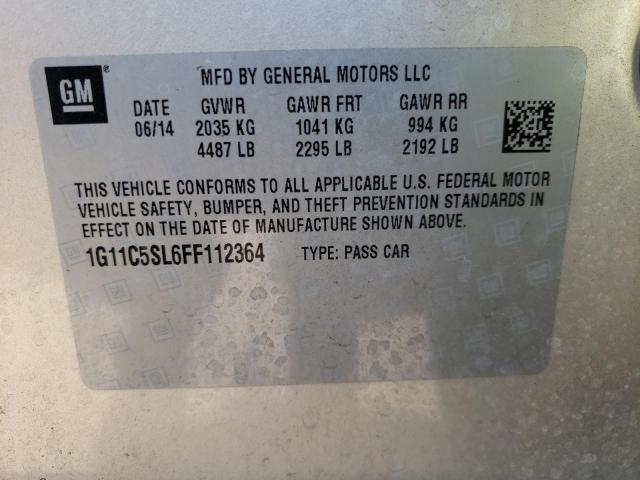 GM ®
MFD BY GENERAL MOTORS LLC
DATE GVWR GAWR FRT GAWR RR
06/14 2035 KG 1041 KG 994 KG
4487 LB 2295 LB 2192 LB
THIS VEHICLE CONFORMS TO ALL APPLICABLE U.S. FEDERAL MOTOR
VEHICLE SAFETY, BUMPER, AND THEFT PREVENTION STANDARDS IN
EFFECT ON THE DATE OF MANUFACTURE SHOWN ABOVE.
1G11C5SL6FF112364 TYPE: PASS CAR